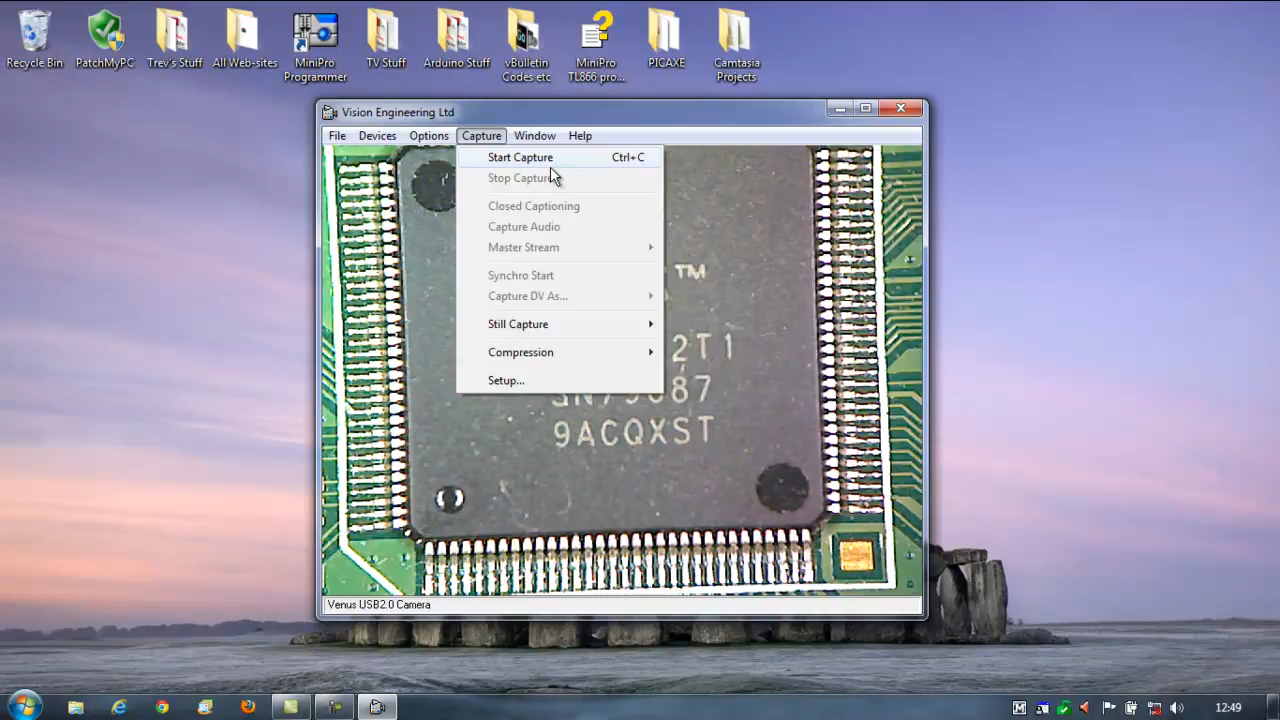 Recycle Bin
PatchMyPC
Trev's Stuff
All Web-sites
MiniPro
Programmer
TV Stuff
Arduino Stuff
vBulletin
Codes etc
MiniPro
TL866 pro...
PICAXE
Camtasia
Projects
Vision Engineering Ltd
File Devices Options Capture Window Help
Start Capture Ctrl+C
Stop Capture
Closed Captioning
Capture Audio
Master Stream
Synchro Start
Capture DV As...
Still Capture
Compression
Setup...
™
2T1
87
9ACQXST
Venus USB2.0 Camera
12:49